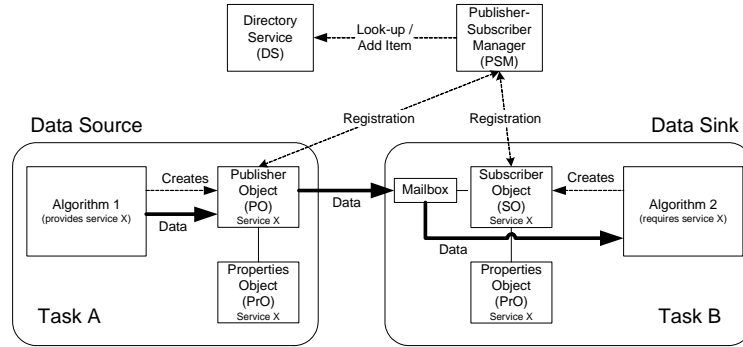 Directory
Service
(DS)
Look-up /
Add Item
Publisher-
Subscriber
Manager
(PSM)
Registration
Registration
Data Source
Data Sink
Algorithm 1
(provides service X)
Creates
Data
Publisher
Object
(PO)
Service X
Data
Mailbox
Subscriber
Object
(SO)
Service X
Creates
Data
Algorithm 2
(requires service X)
Properties
Object
(PrO)
Service X
Properties
Object
(PrO)
Service X
Task A
Task B